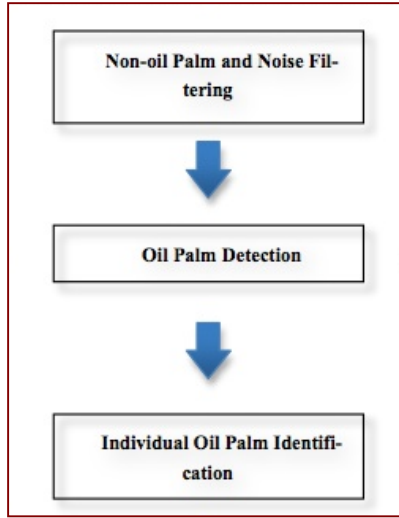 Non-oil Palm and Noise Fil-
tering
Oil Palm Detection
Individual Oil Palm Identifi-
cation